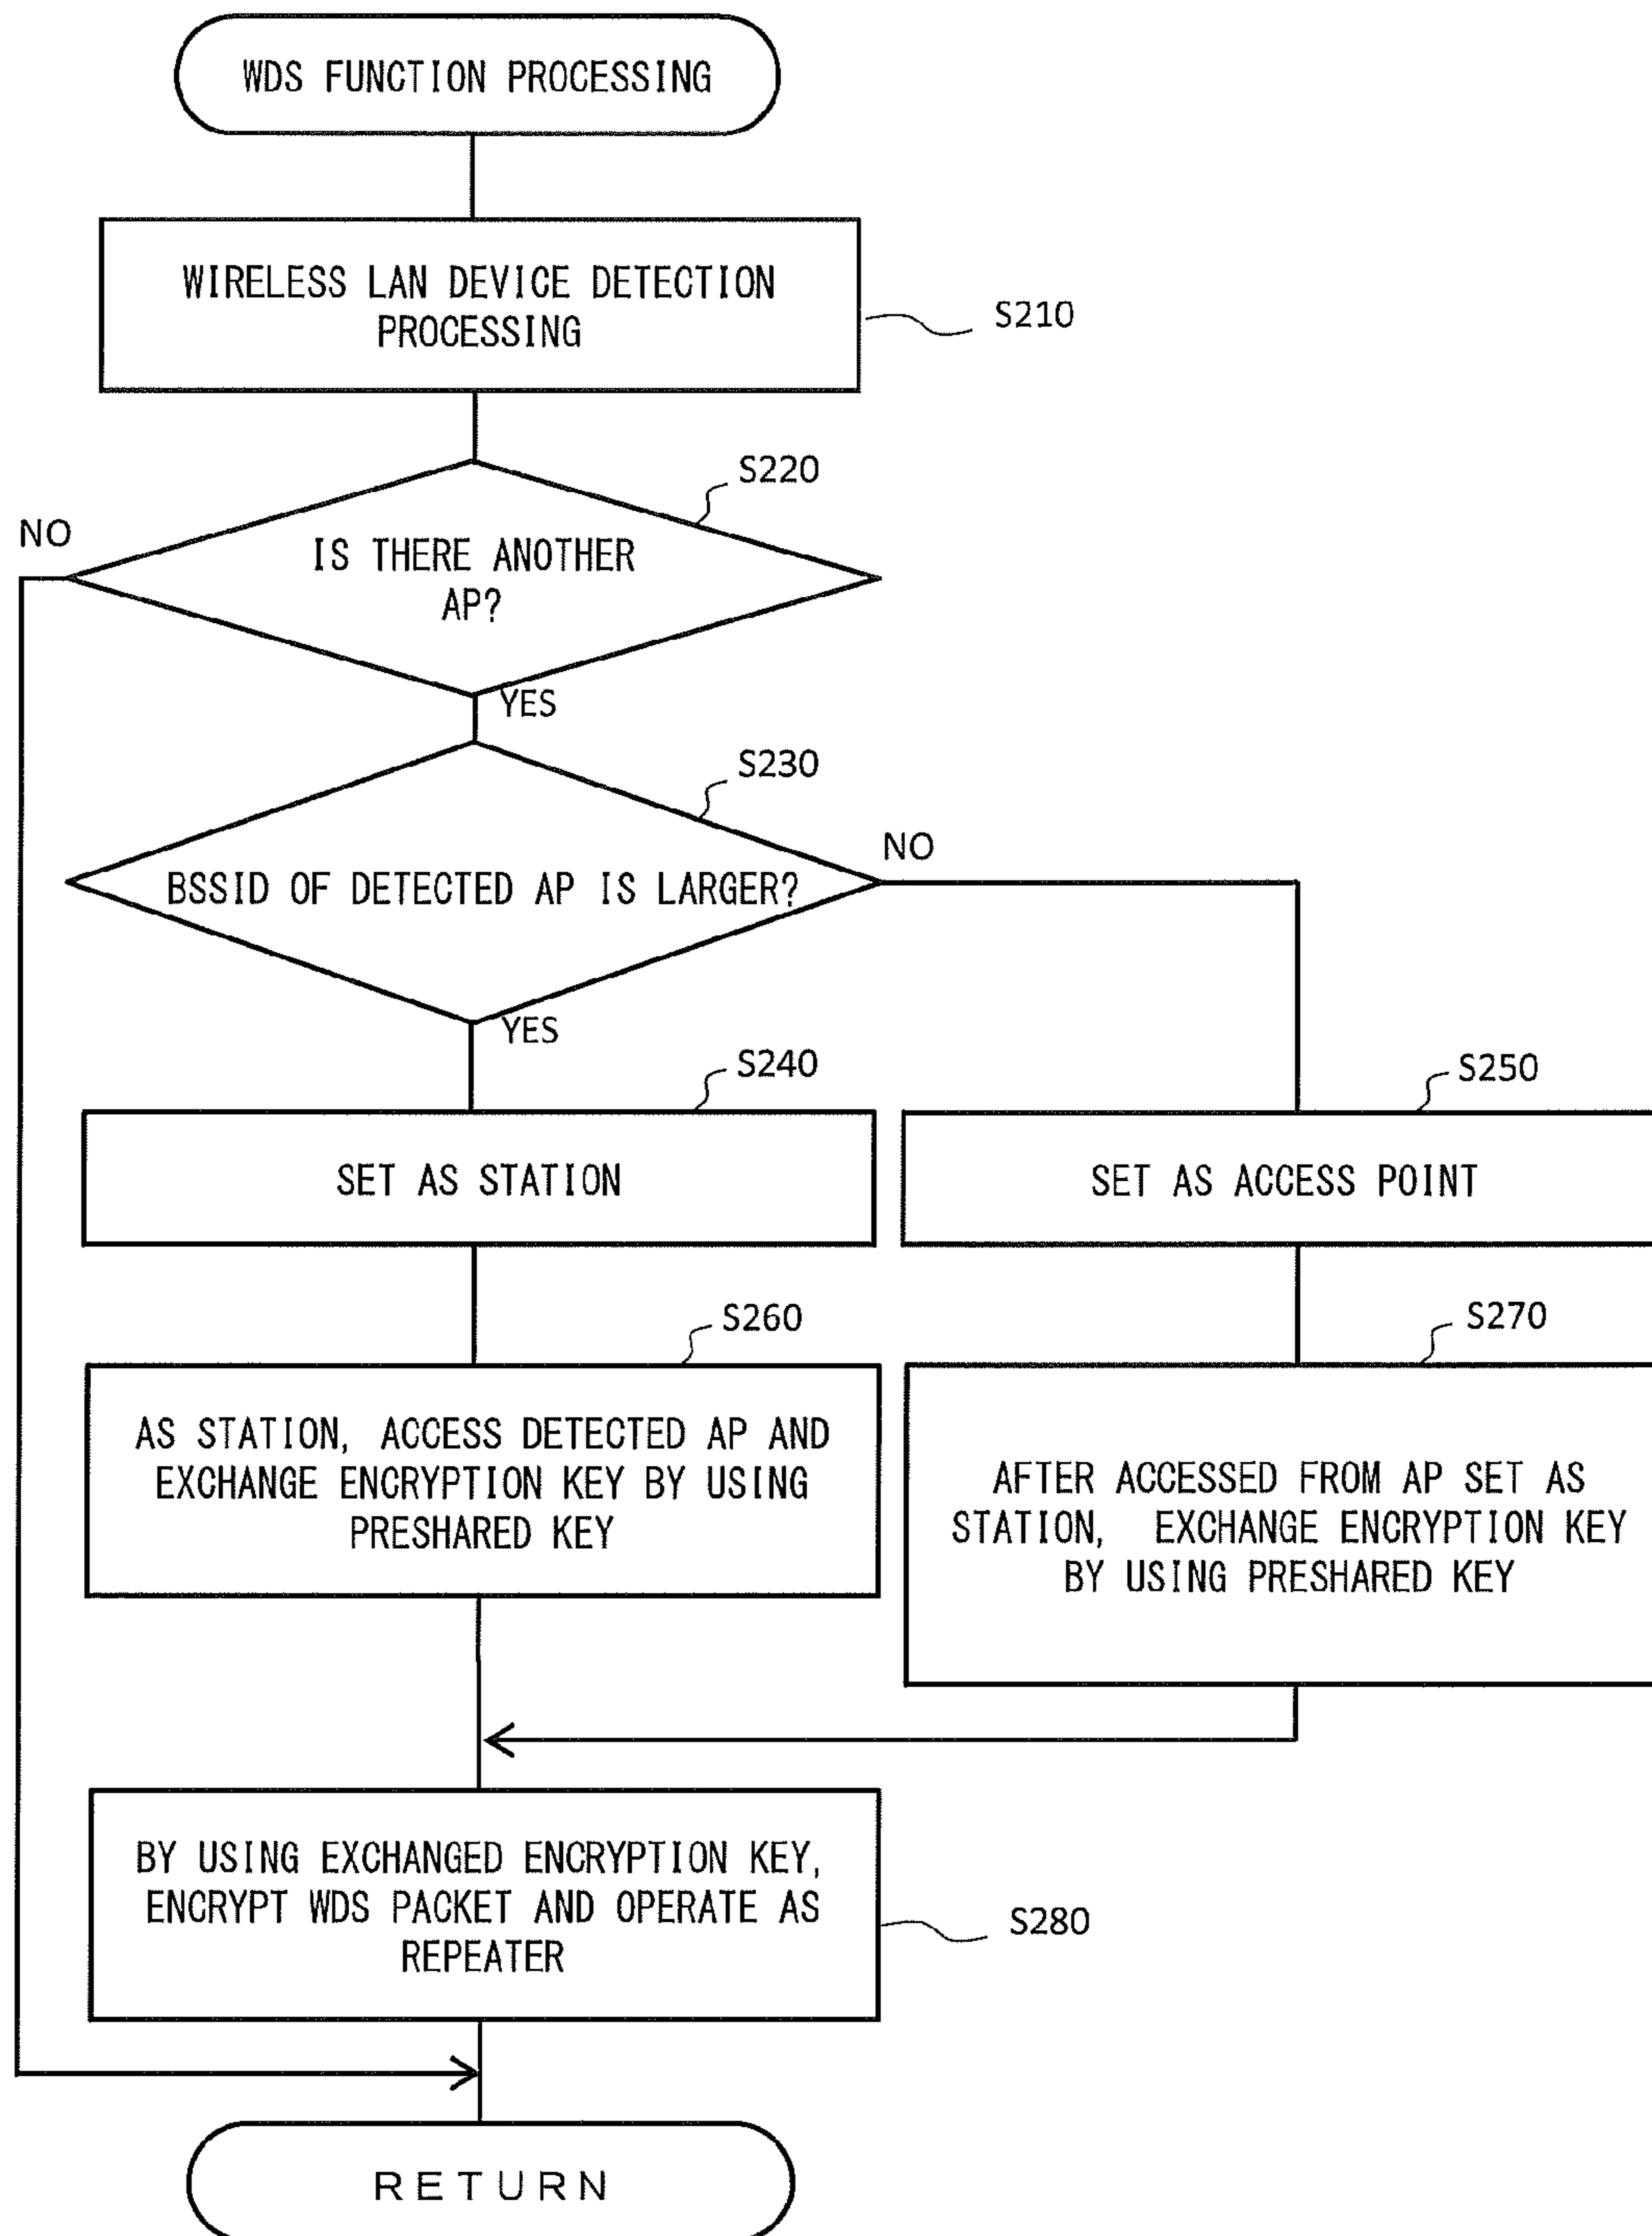 WDS FUNCTION PROCESSING
WIRELESS LAN DEVICE DETECTION
PROCESSING
S210
S220
NO
IS THERE ANOTHER
AP?
YES
S230
NO
BSSID OF DETECTED AP IS LARGER?
YES
S240
S250
SET AS STATION
SET AS ACCESS POINT
S260
S270
AS STATION, ACCESS DETECTED AP AND
EXCHANGE ENCRYPTION KEY BY USING
PRESHARED KEY
AFTER ACCESSED FROM AP SET AS
STATION, EXCHANGE ENCRYPTION KEY
BY USING PRESHARED KEY
BY USING EXCHANGED ENCRYPTION KEY,
ENCRYPT WDS PACKET AND OPERATE AS
REPEATER
S280
RETURN